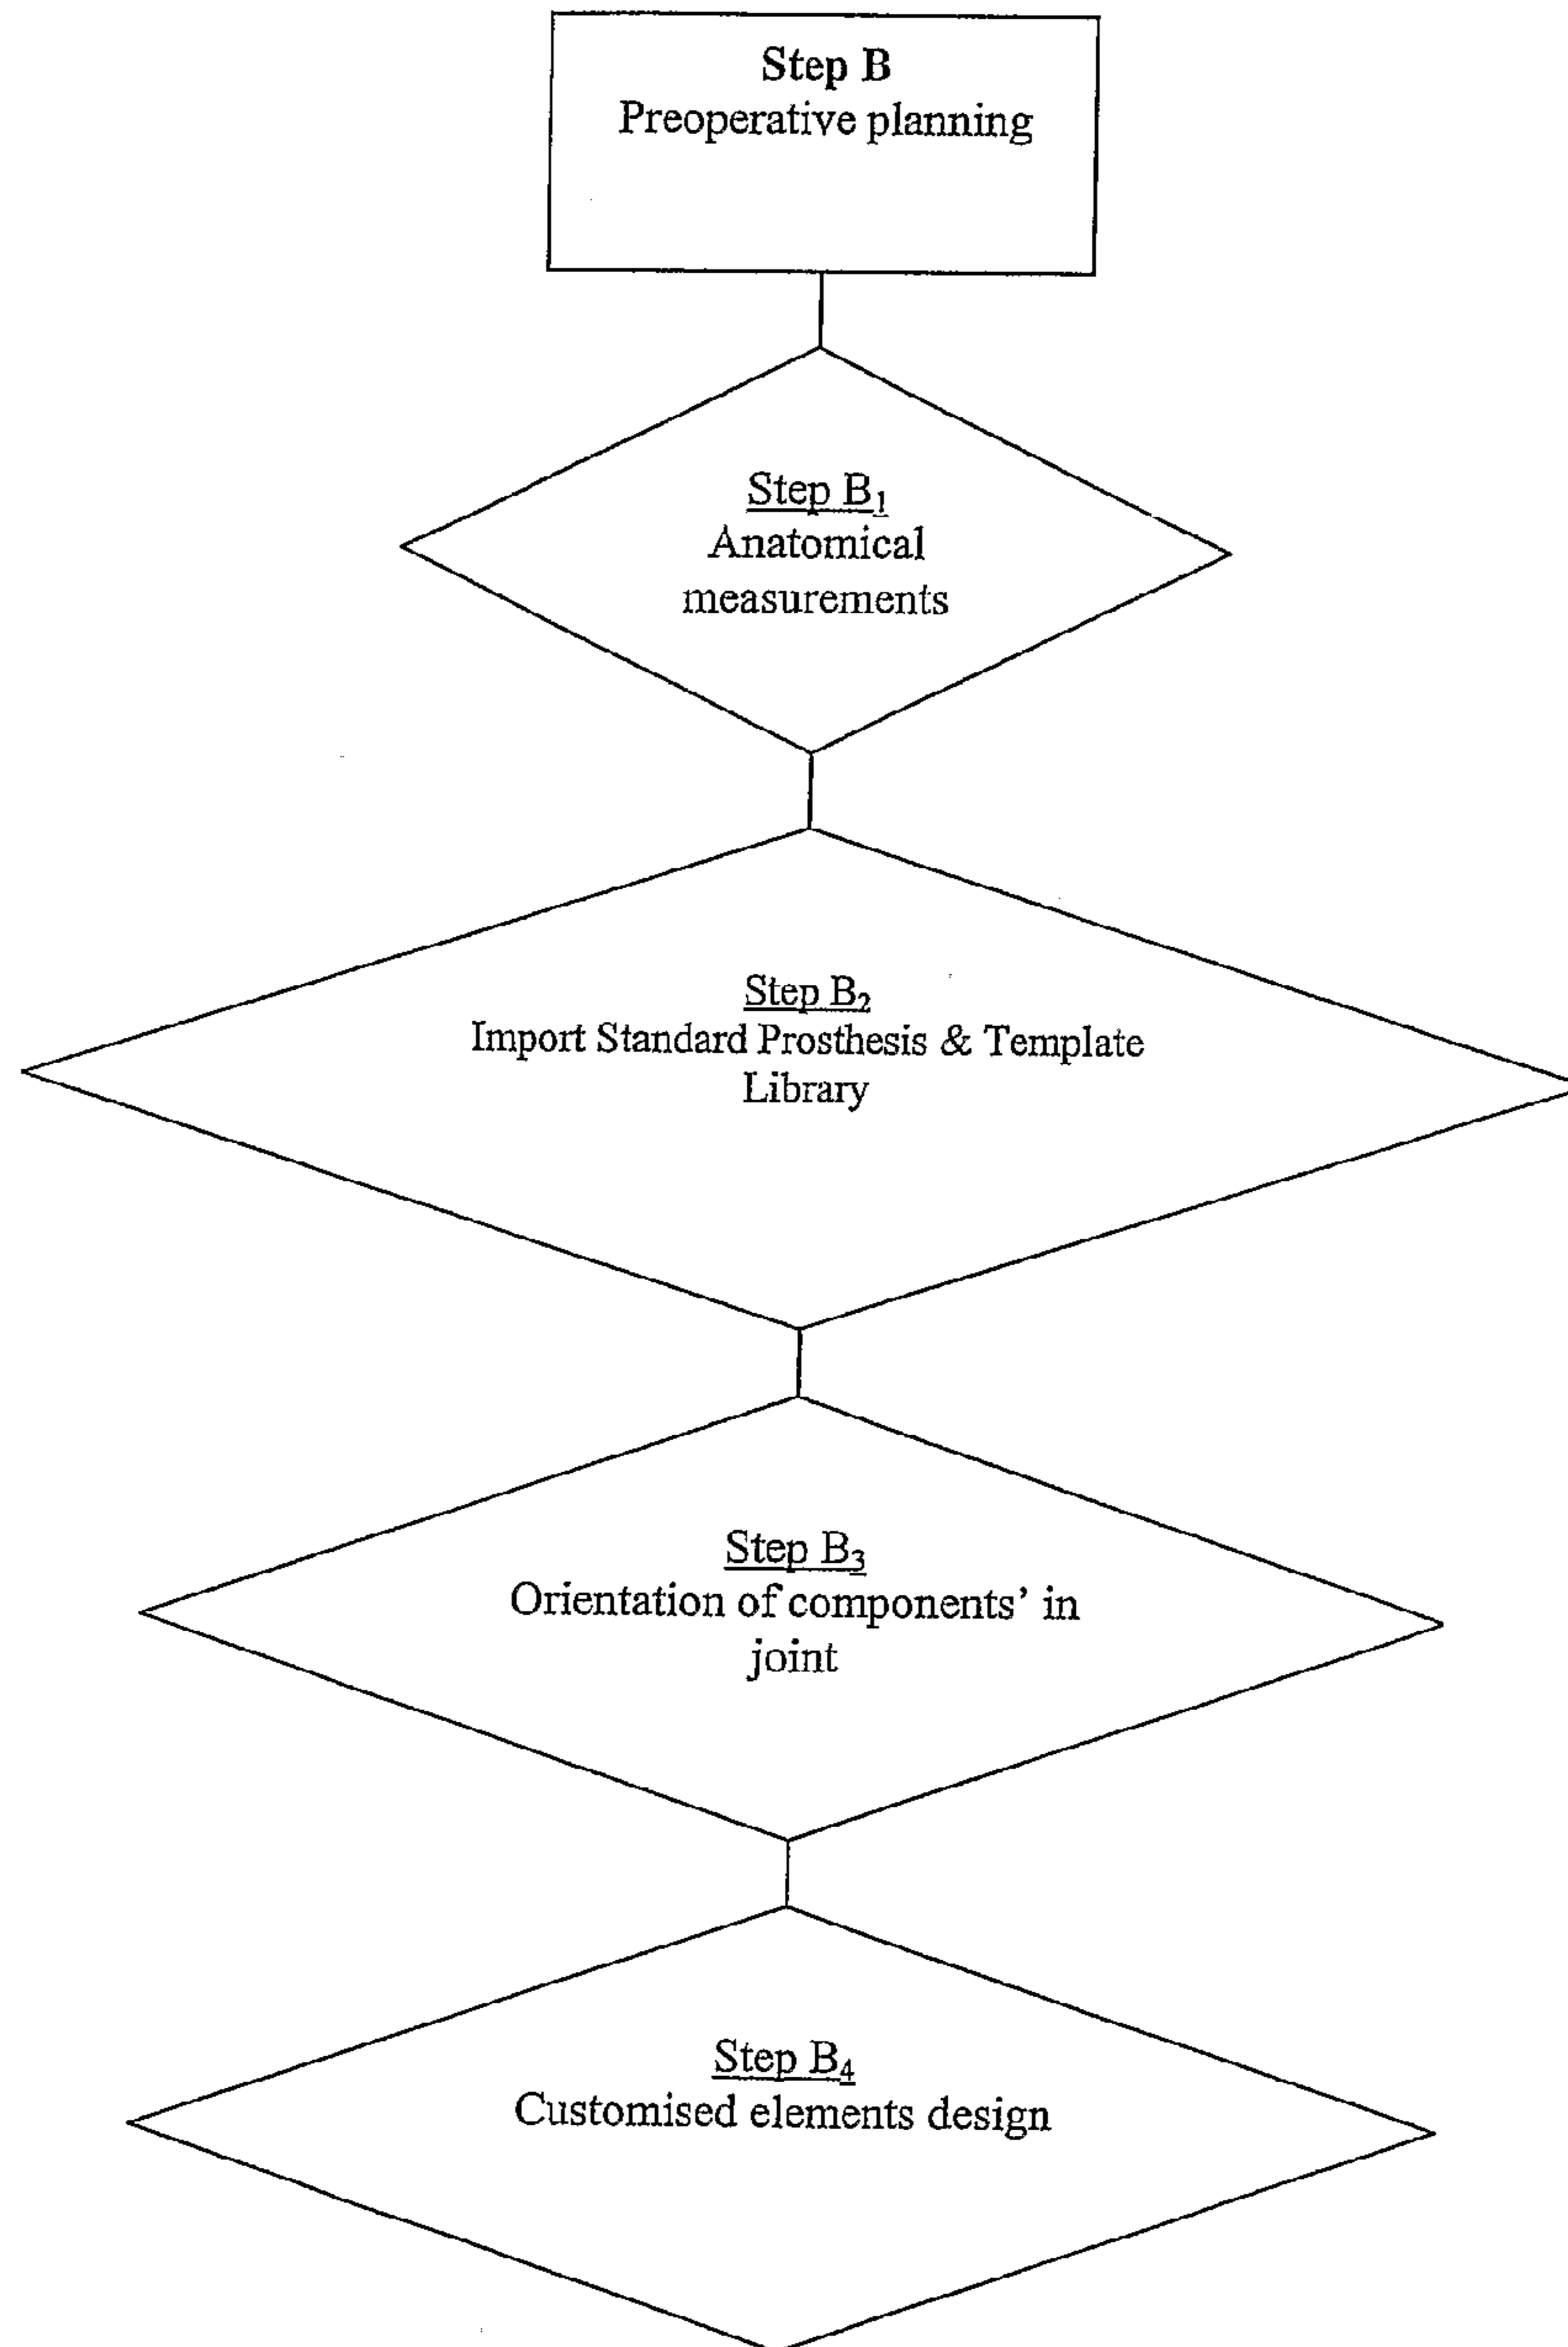 Step B
Preoperative planning
Step B₁
Anatomical
measurements
Step B₂
Import Standard Prosthesis & Template
Library
Step B₃
Orientation of components’ in
joint
Step B₄
Customised elements design